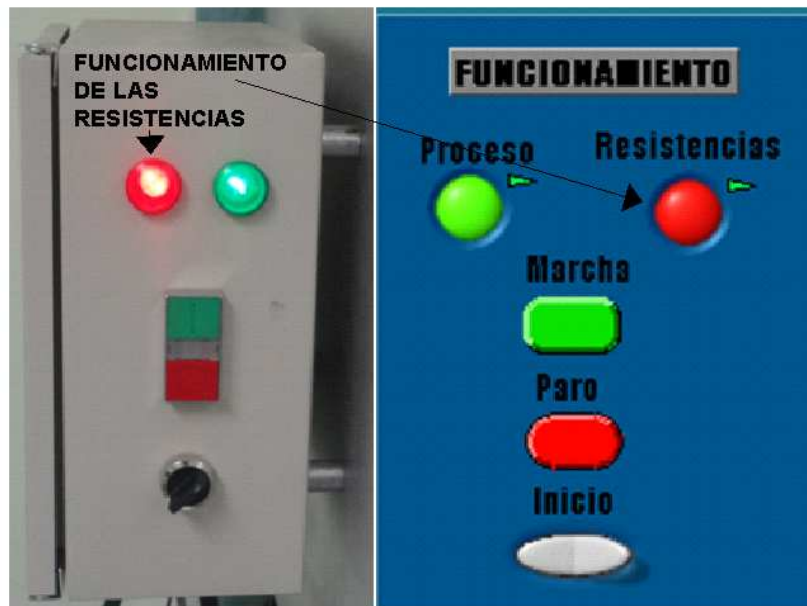 FUNCIONAMIENTO
DE LAS
RESISTENCIAS
FUNCIONAMIENTO
Proceso
Resistencias
Marcha
Paro
Inicio